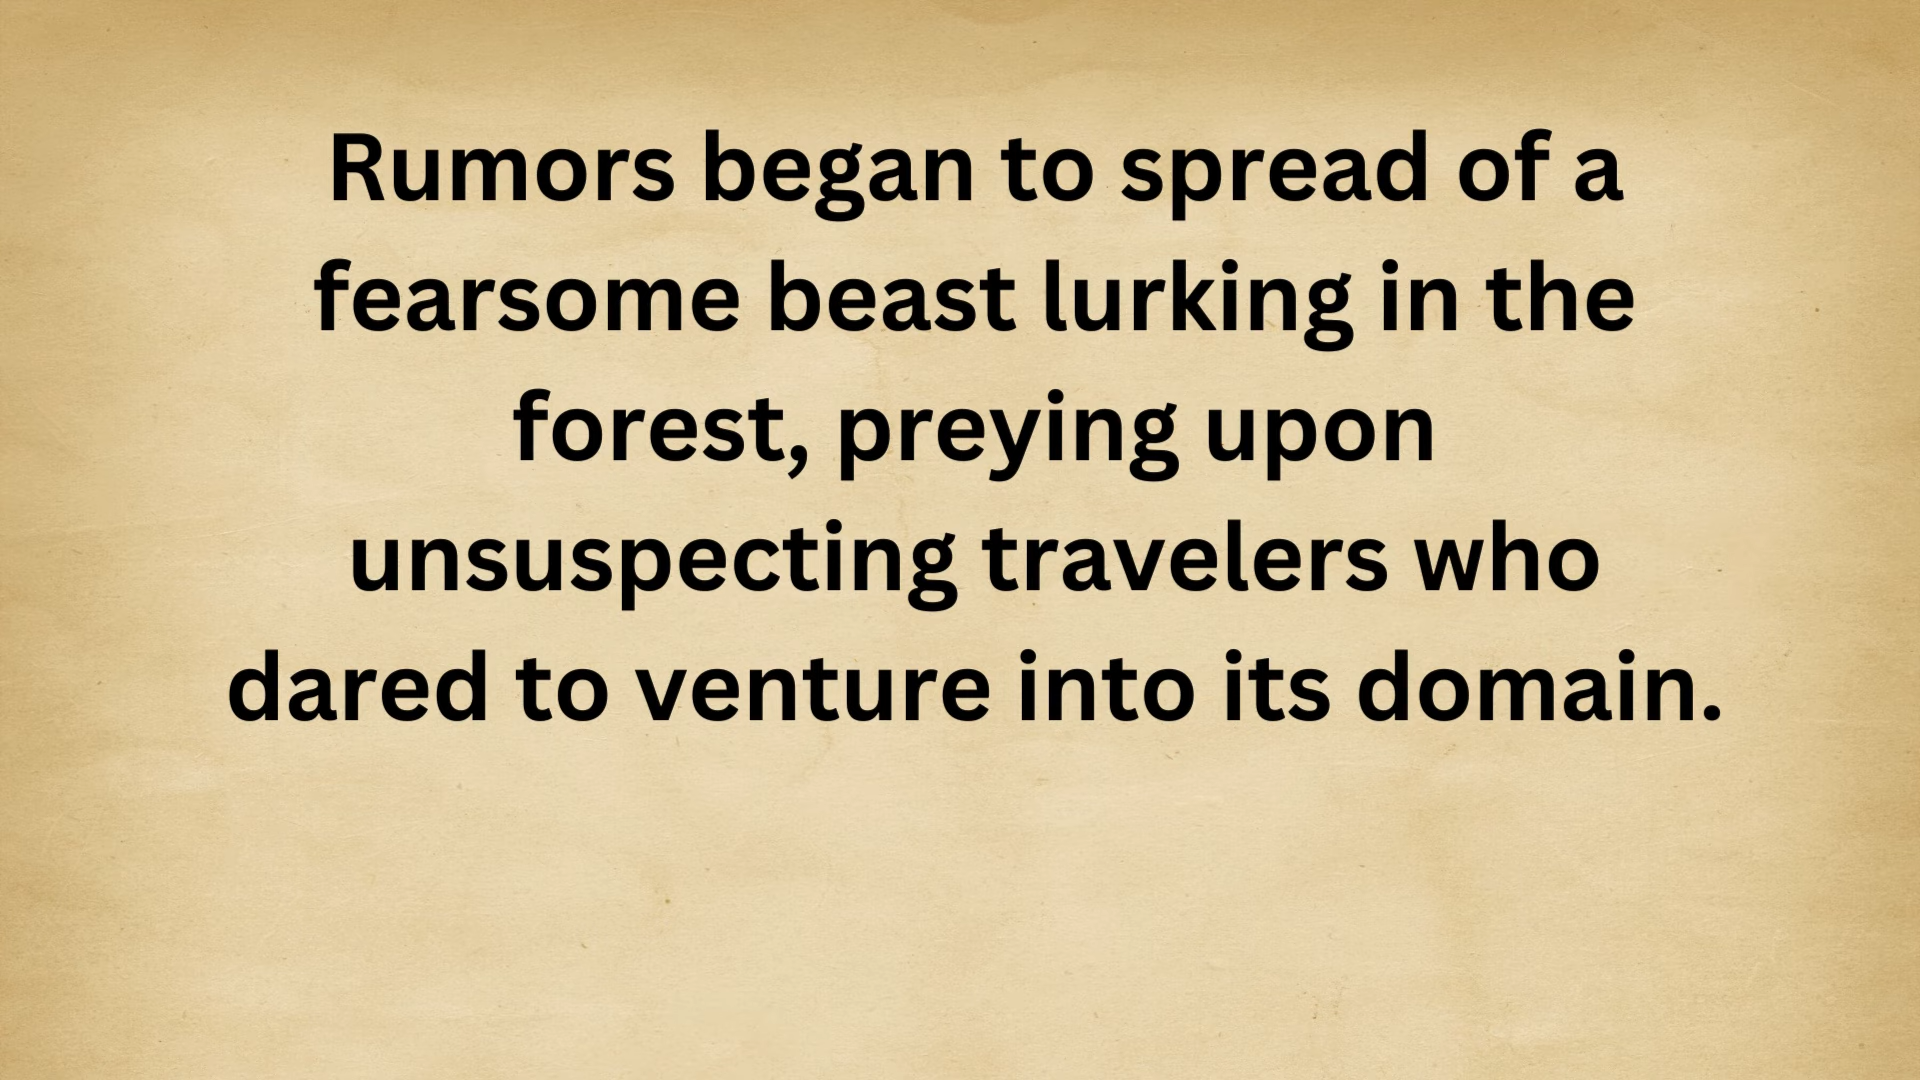 Rumors began to spread of a
fearsome beast lurking in the
forest, preying upon
unsuspecting travelers who
dared to venture into its domain.